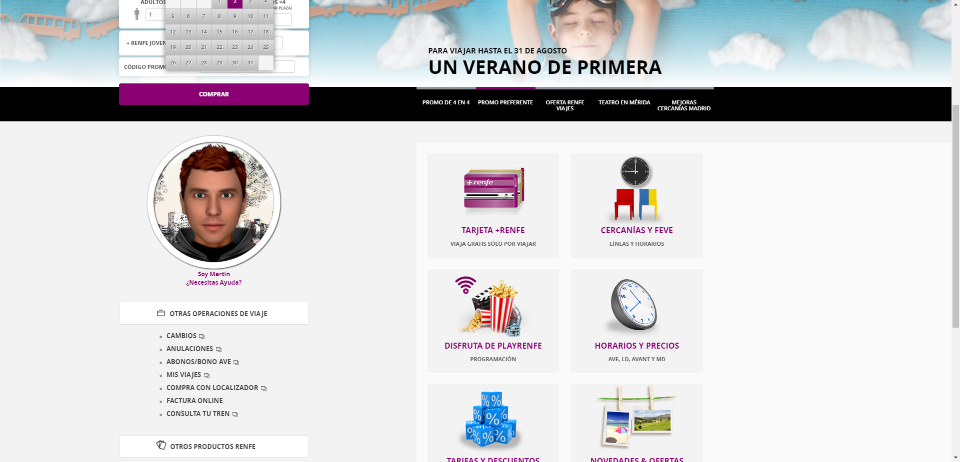 ADULTOS
+4
PLAZA)
1
1 2 3 4
5 6 7 8 9 10 11
12 13 14 15 16 17 18
19 20 21 22 23 24 25
26 27 28 29 30 31
+ RENFE JOVEN
CÓDIGO PROMO
COMPRAR
PARA VIAJAR HASTA EL 31 DE AGOSTO
UN VERANO DE PRIMERA
PROMO DE 4 EN 4
PROMO PREFERENTE
OFERTA RENFE
VIAJES
TEATRO EN MÉRIDA
MEJORAS
CERCANÍAS MADRID
Soy Martin
¿Necesitas Ayuda?
OTRAS OPERACIONES DE VIAJE
CAMBIOS
ANULACIONES
ABONOS/BONO AVE
MIS VIAJES
COMPRA CON LOCALIZADOR
FACTURA ONLINE
CONSULTA TU TREN
OTROS PRODUCTOS RENFE
+renfe
TARJETA +RENFE
VIAJA GRATIS SÓLO POR VIAJAR
CERCANÍAS Y FEVE
LÍNEAS Y HORARIOS
DISFRUTA DE PLAYRENFE
PROGRAMACIÓN
HORARIOS Y PRECIOS
AVE, LD, AVANT Y MD
TARIFAS Y DESCUENTOS
NOVEDADES & OFERTAS